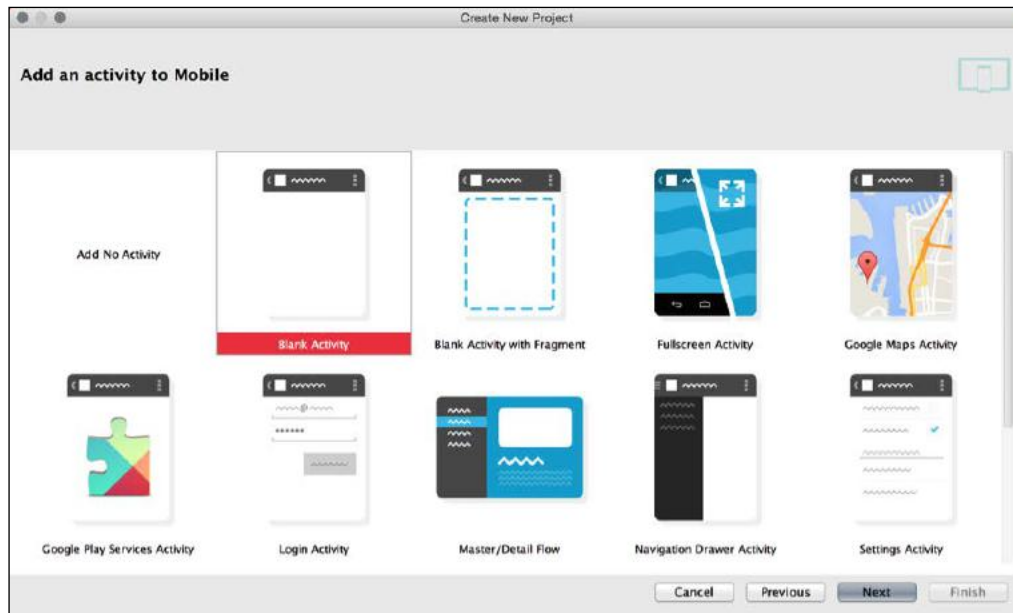 Create New Project
Add an activity to Mobile
Add No Activity
Blank Activity
Blank Activity with Fragment
Fullscreen Activity
Google Maps Activity
Google Play Services Activity
Login Activity
Master/Detail Flow
Navigation Drawer Activity
Settings Activity
Cancel
Previous
Next
Finish